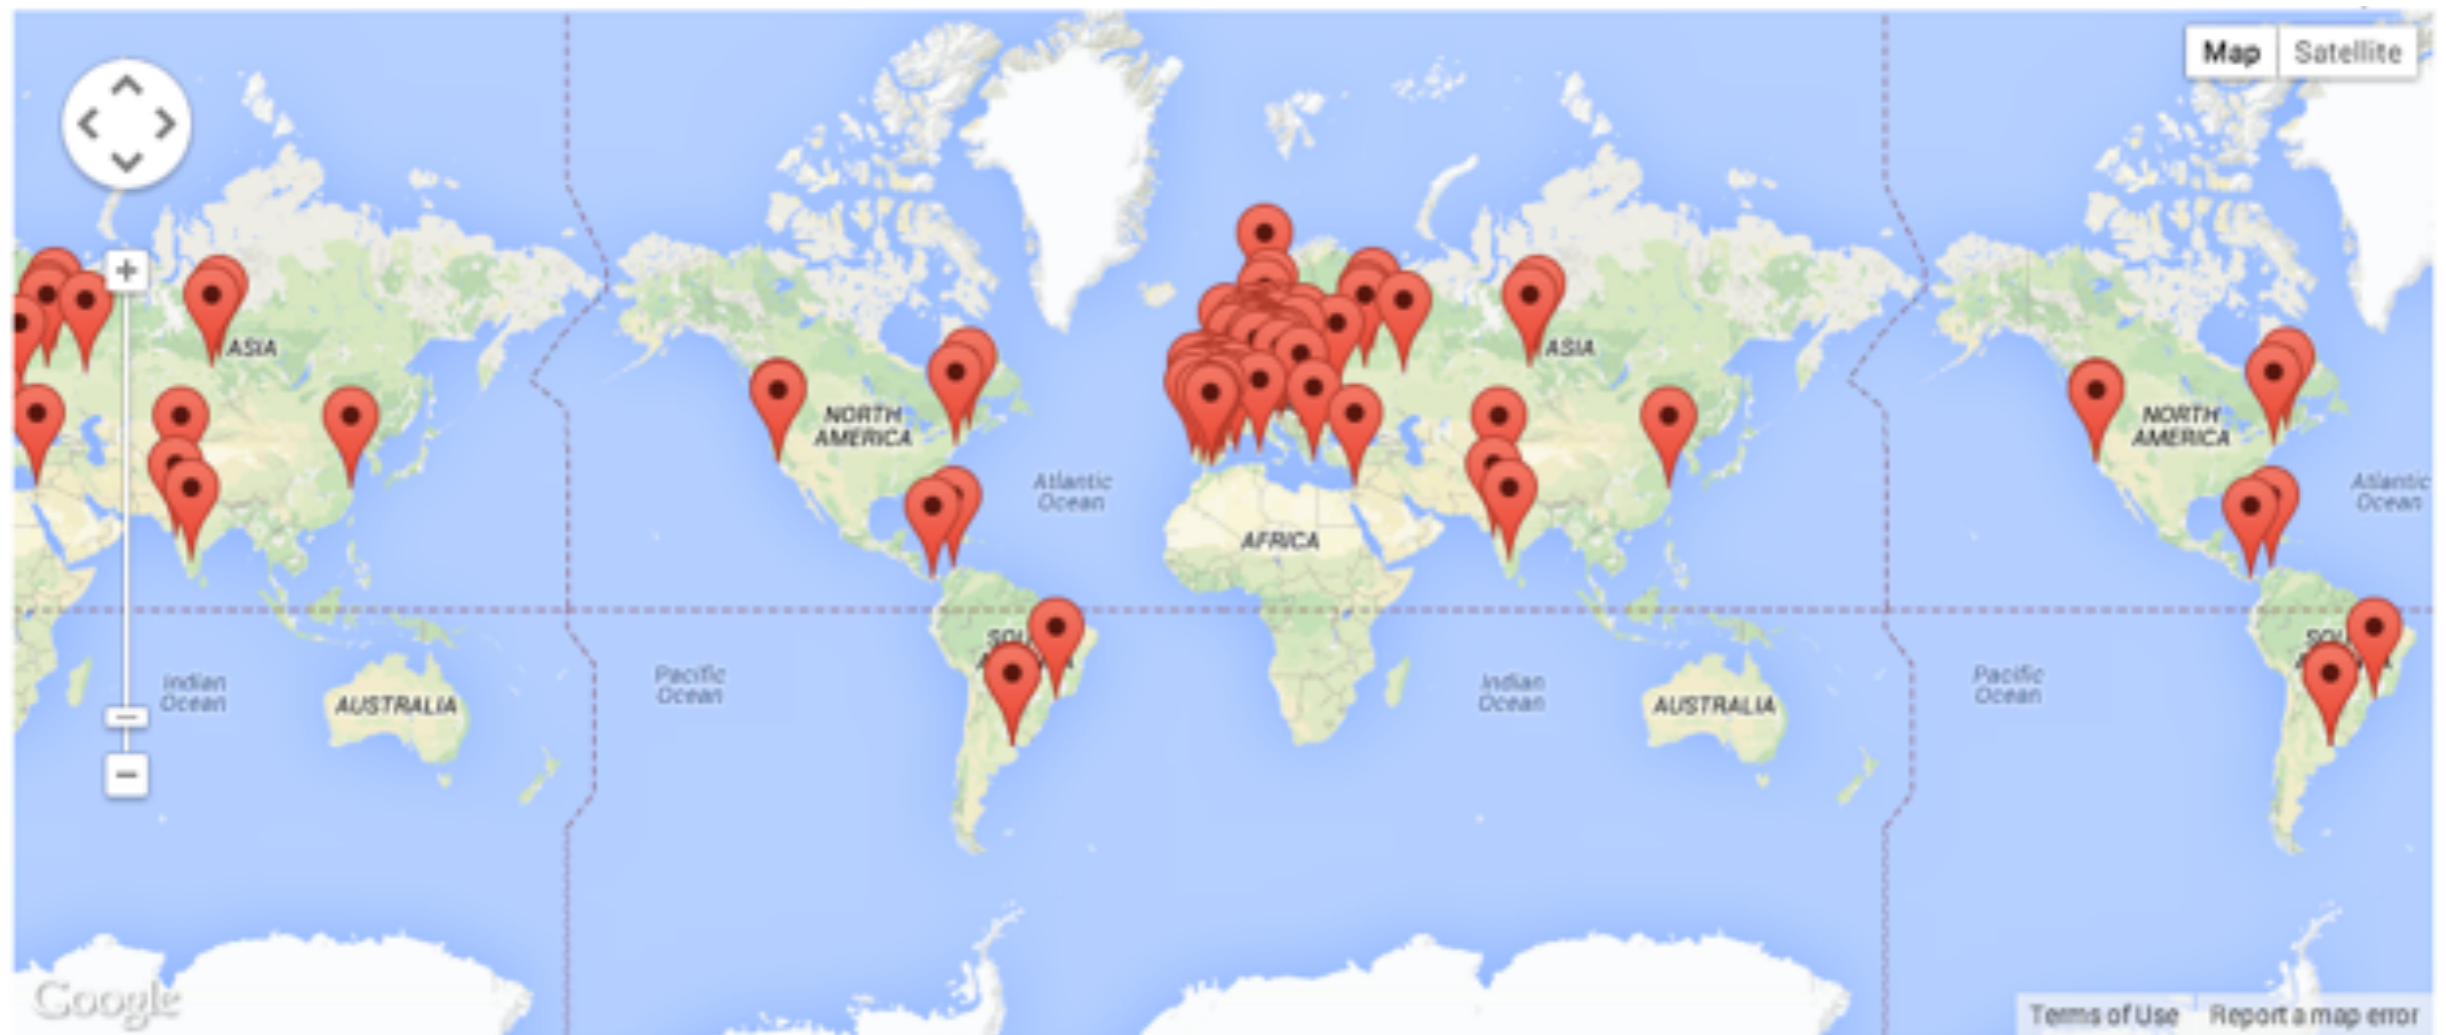 Map Satellite
ASIA
ASIA
NORTH
AMERICA
NORTH
AMERICA
Atlantic
Ocean
Atlantic
Ocean
AFRICA
Indian
Ocean
AUSTRALIA
Pacific
Ocean
Indian
Ocean
AUSTRALIA
Pacific
Ocean
Google
Terms of Use Report a map error